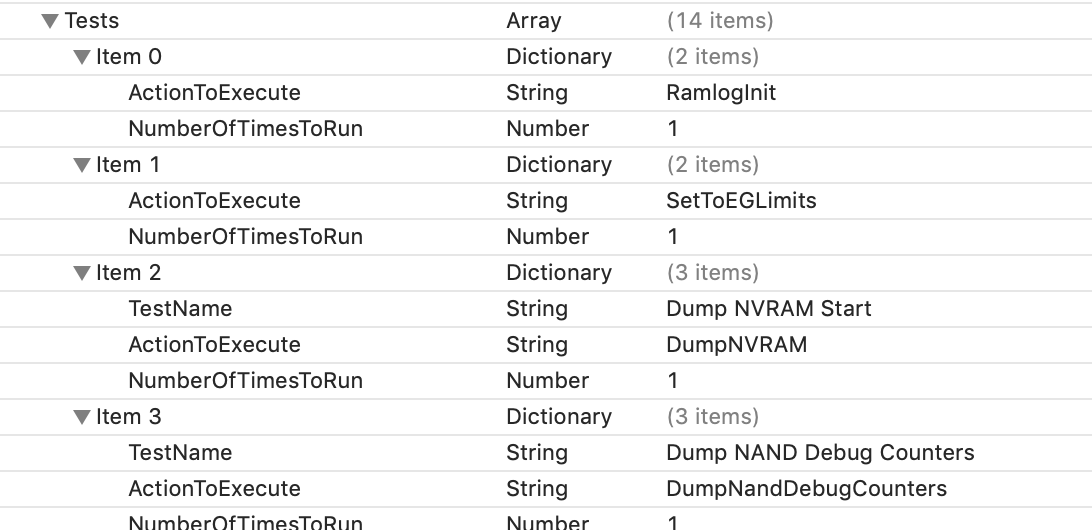 Tests Array (14 items)
Item 0 Dictionary (2 items)
ActionToExecute String RamlogInit
NumberOfTimesToRun Number 1
Item 1 Dictionary (2 items)
ActionToExecute String SetToEGLimits
NumberOfTimesToRun Number 1
Item 2 Dictionary (3 items)
TestName String Dump NVRAM Start
ActionToExecute String DumpNVRAM
NumberOfTimesToRun Number 1
Item 3 Dictionary (3 items)
TestName String Dump NAND Debug Counters
ActionToExecute String DumpNandDebugCounters
NumberOfTimesToRun Number 1